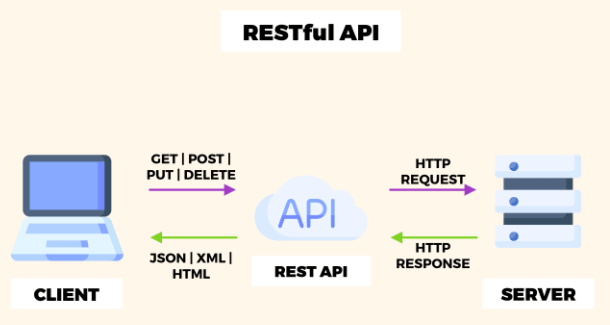 RESTful API
GET | POST |
PUT | DELETE
HTTP
REQUEST
API
JSON | XML |
HTML
HTTP
RESPONSE
REST API
CLIENT
SERVER